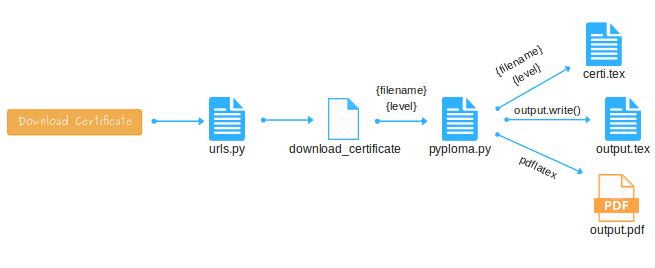 Download Certificate
urls.py
download_certificate
{filename}
{level}
pyploma.py
{filename}
{level}
certi.tex
output.write()
output.tex
pdflatex
PDF
output.pdf